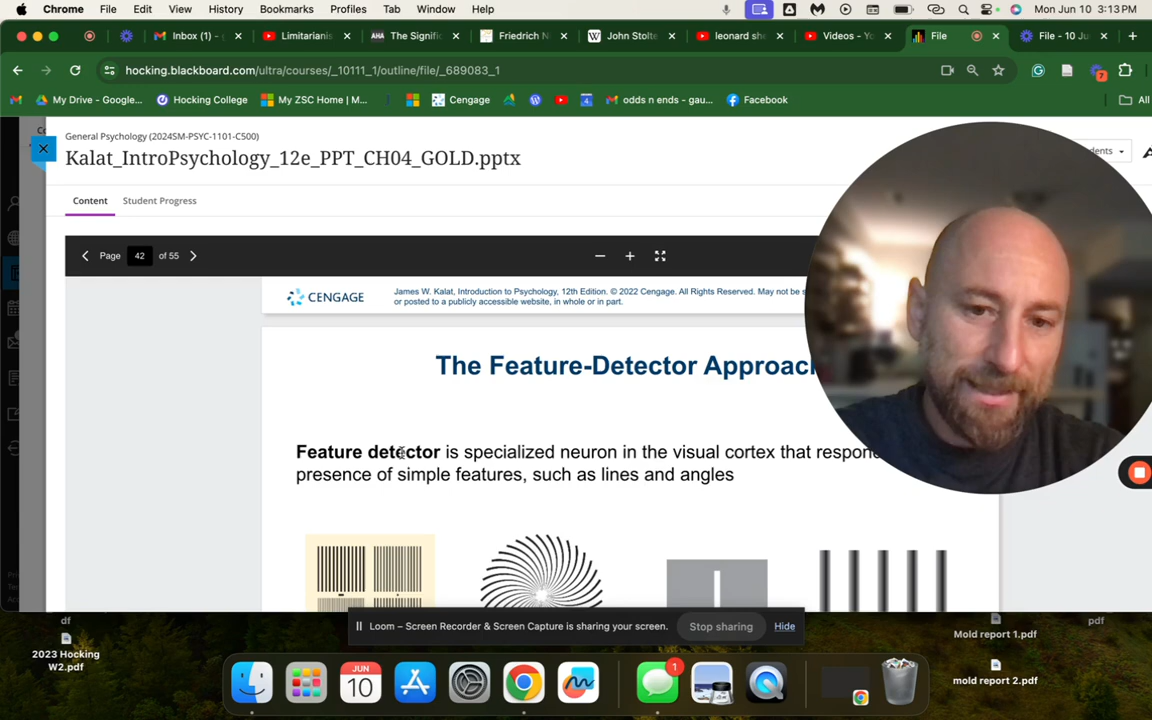 Chrome File Edit View History Bookmarks Profiles Tab Window Help Mon Jun 10 3:13 PM
Inbox (1) - Limitarianis The Signific Friedrich N John Stolte leonard she Videos - Yo File File - 10 Ju
hocking.blackboard.com/ultra/courses/_10111_1/outline/file/_689083_1
My Drive - Google... Hocking College My ZSC Home | M... Cengage odds n ends - gau... Facebook All
General Psychology (2024SM-PSYC-1101-C500)
Kalat_IntroPsychology_12e_PPT_CH04_GOLD.pptx
Content Student Progress
Page 42 of 55
CENGAGE
James W. Kalat, Introduction to Psychology, 12th Edition. © 2022 Cengage. All Rights Reserved. May not be s
or posted to a publicly accessible website, in whole or in part.
The Feature-Detector Approac
Feature detector is specialized neuron in the visual cortex that respon
presence of simple features, such as lines and angles
Loom – Screen Recorder & Screen Capture is sharing your screen. Stop sharing Hide
df
2023 Hocking
W2.pdf
pdf
Mold report 1.pdf
mold report 2.pdf
JUN
10
1